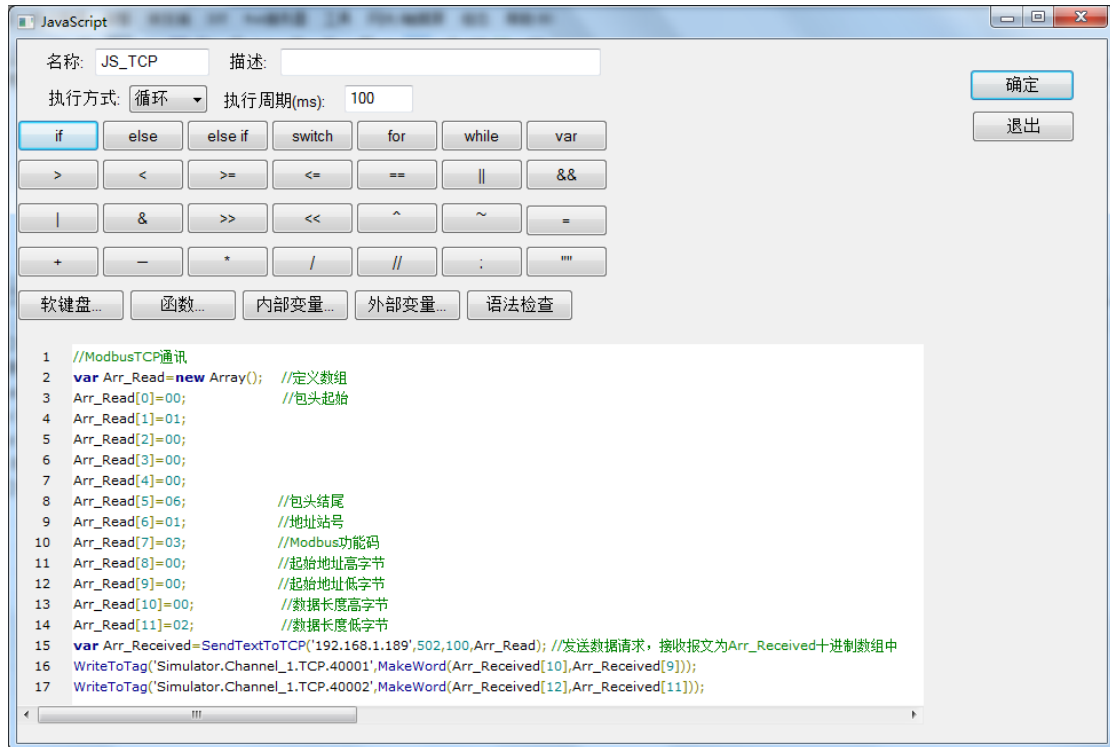 JavaScript
名称: JS_TCP 描述:
执行方式: 循环 执行周期(ms): 100
确定
退出
if else else if switch for while var
> < >= <= == || &&
| & >> << ^ ~ =
+ — * / // ; ""
软键盘... 函数... 内部变量... 外部变量... 语法检查
1 //ModbusTCP通讯
2 var Arr_Read=new Array(); //定义数组
3 Arr_Read[0]=00; //包头起始
4 Arr_Read[1]=01;
5 Arr_Read[2]=00;
6 Arr_Read[3]=00;
7 Arr_Read[4]=00;
8 Arr_Read[5]=06; //包头结尾
9 Arr_Read[6]=01; //地址站号
10 Arr_Read[7]=03; //Modbus功能码
11 Arr_Read[8]=00; //起始地址高字节
12 Arr_Read[9]=00; //起始地址低字节
13 Arr_Read[10]=00; //数据长度高字节
14 Arr_Read[11]=02; //数据长度低字节
15 var Arr_Received=SendTextToTCP('192.168.1.189',502,100,Arr_Read); //发送数据请求，接收报文为Arr_Received十进制数组中
16 WriteToTag('Simulator.Channel_1.TCP.40001',MakeWord(Arr_Received[10],Arr_Received[9]));
17 WriteToTag('Simulator.Channel_1.TCP.40002',MakeWord(Arr_Received[12],Arr_Received[11]));